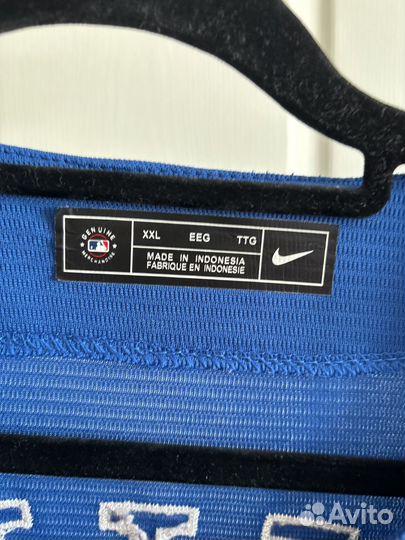 GENUINE
MERCHANDISE
XXL EEG TTG
MADE IN INDONESIA
FABRIQUE EN INDONESIE
Avito